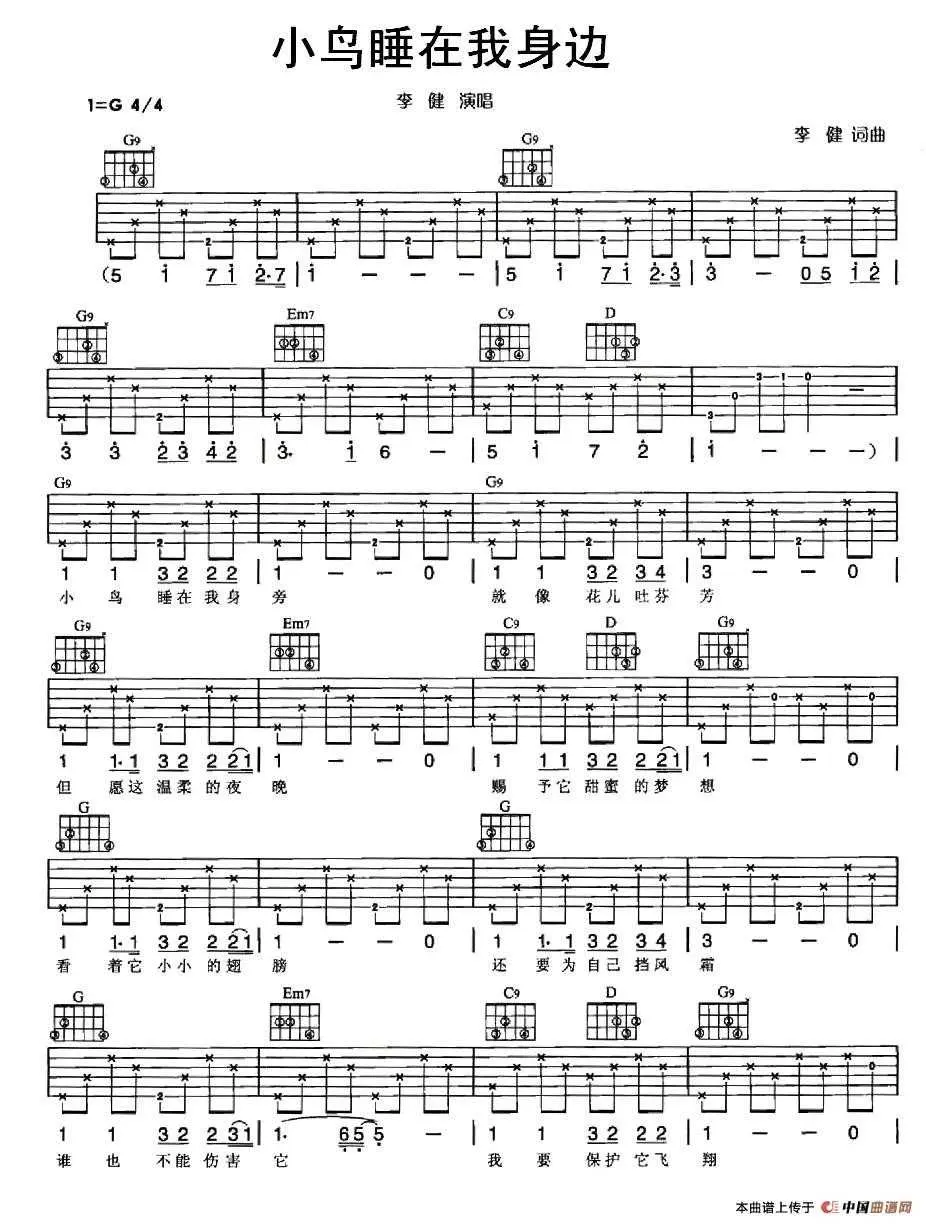 小鸟睡在我身边
1=G 4/4
李 健 演唱
李 健 词曲
G9 G9
(5 i 7 i 2·7 | i — — — | 5 i 7 i 2·3 | 3 — 0 5 i 2 |
G9 Em7 C9 D
3 3 2 3 4 2 | 3· i 6 — | 5 i 7 2 | i — — —) |
G9 G9
1 1 3 2 2 2 | 1 — — 0 | 1 1 3 2 3 4 | 3 — — 0 |
小 鸟 睡在我身 旁 就 像 花儿吐芬 芳
G9 Em7 C9 D G9
1 1·1 3 2 2 2 1 | 1 — — 0 | 1 1 1 3 2 2 2 1 | 1 — — 0 |
但 愿这 温柔的夜 晚 赐 予它 甜蜜的梦 想
G G
1 1·1 3 2 2 2 1 | 1 — — 0 | 1 1·1 3 2 3 4 | 3 — — 0 |
看 着它 小小的翅 膀 还 要为自己挡风 霜
G Em7 C9 D G9
1 1 3 2 2 3 1 | 1· 6 5 5 — | 1 1 3 2 2 2 | 1 — — 0 |
谁 也 不能伤害 它 我 要 保护它飞 翔
本曲谱上传于 中国曲谱网